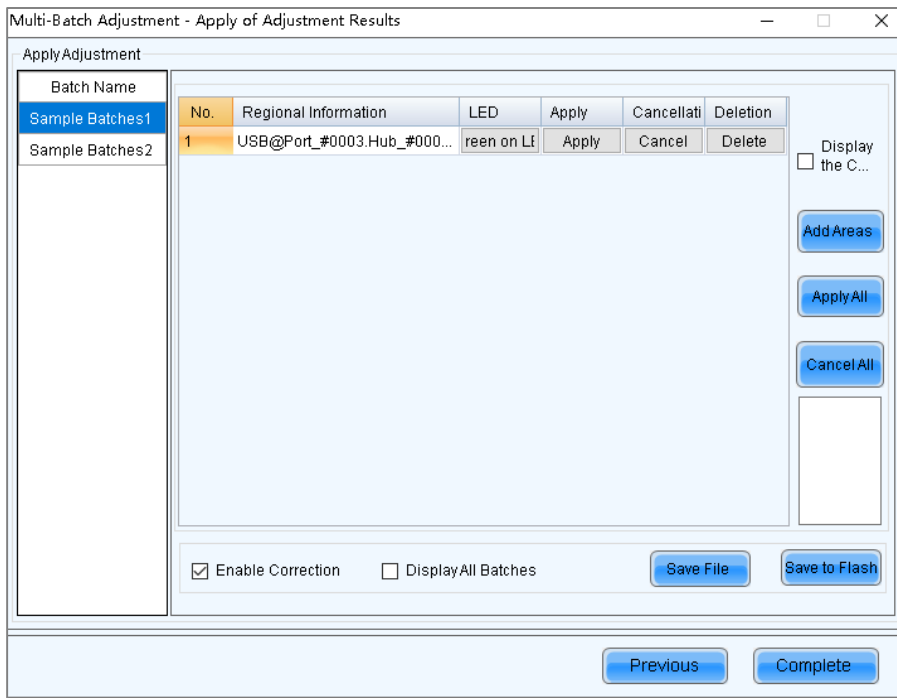 Multi-Batch Adjustment - Apply of Adjustment Results
Apply Adjustment
Batch Name
Sample Batches1
Sample Batches2
No. Regional Information LED Apply Cancellati Deletion
1 USB@Port_#0003.Hub_#000... reen on LE Apply Cancel Delete
Display
the C...
Add Areas
Apply All
Cancel All
Enable Correction Display All Batches Save File Save to Flash
Previous Complete